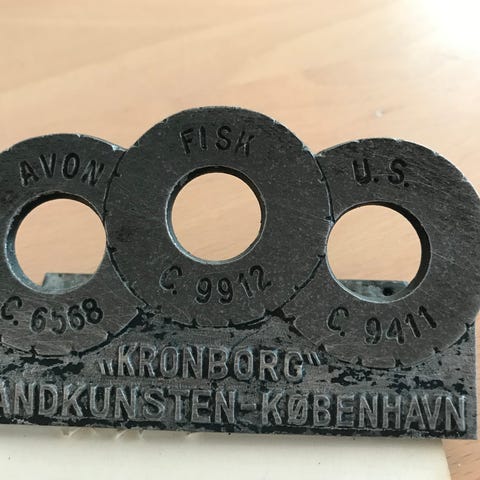 AVON
C. 6568
FISK
C. 9912
U.S.
C. 9411
„KRONBORG"
ANDKUNSTEN-KØBENHAVN